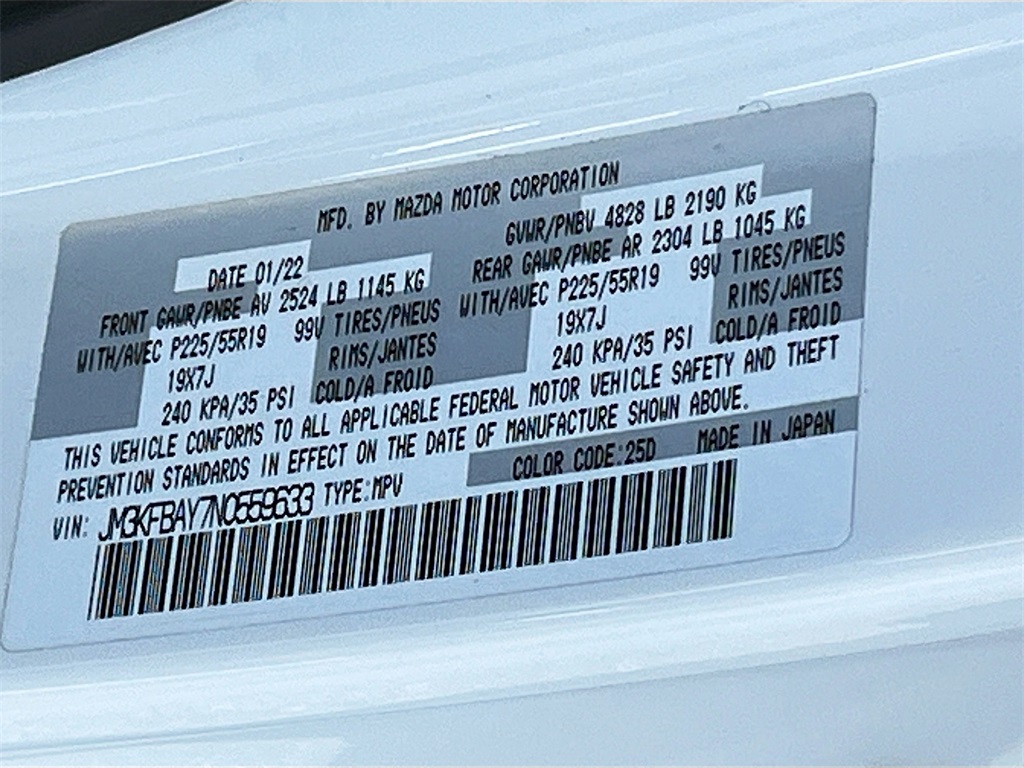 MFD. BY MAZDA MOTOR CORPORATION
DATE 01/22
GVWR/PNBV 4828 LB 2190 KG
FRONT GAWR/PNBE AV 2524 LB 1145 KG
REAR GAWR/PNBE AR 2304 LB 1045 KG
WITH/AVEC P225/55R19 99V TIRES/PNEUS
WITH/AVEC P225/55R19 99V TIRES/PNEUS
19X7J RIMS/JANTES
19X7J RIMS/JANTES
240 KPA/35 PSI COLD/A FROID
240 KPA/35 PSI COLD/A FROID
THIS VEHICLE CONFORMS TO ALL APPLICABLE FEDERAL MOTOR VEHICLE SAFETY AND THEFT
PREVENTION STANDARDS IN EFFECT ON THE DATE OF MANUFACTURE SHOWN ABOVE.
COLOR CODE:25D MADE IN JAPAN
VIN: JM3KFBAY7N0559633 TYPE:MPV